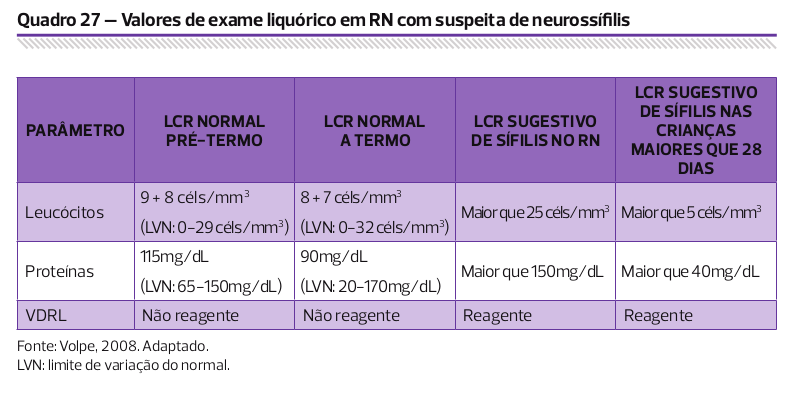 Quadro 27 – Valores de exame liquórico em RN com suspeita de neurossífilis
PARÂMETRO
LCR NORMAL
PRÉ-TERMO
LCR NORMAL
A TERMO
LCR SUGESTIVO
DE SÍFILIS NO RN
LCR SUGESTIVO
DE SÍFILIS NAS
CRIANÇAS
MAIORES QUE 28
DIAS
Leucócitos
9 + 8 céls/mm³
(LVN: 0-29 céls/mm³)
8 + 7 céls/mm³
(LVN: 0-32 céls/mm³)
Maior que 25 céls/mm³
Maior que 5 céls/mm³
Proteínas
115mg/dL
(LVN: 65-150mg/dL)
90mg/dL
(LVN: 20-170mg/dL)
Maior que 150mg/dL
Maior que 40mg/dL
VDRL
Não reagente
Não reagente
Reagente
Reagente
Fonte: Volpe, 2008. Adaptado.
LVN: limite de variação do normal.